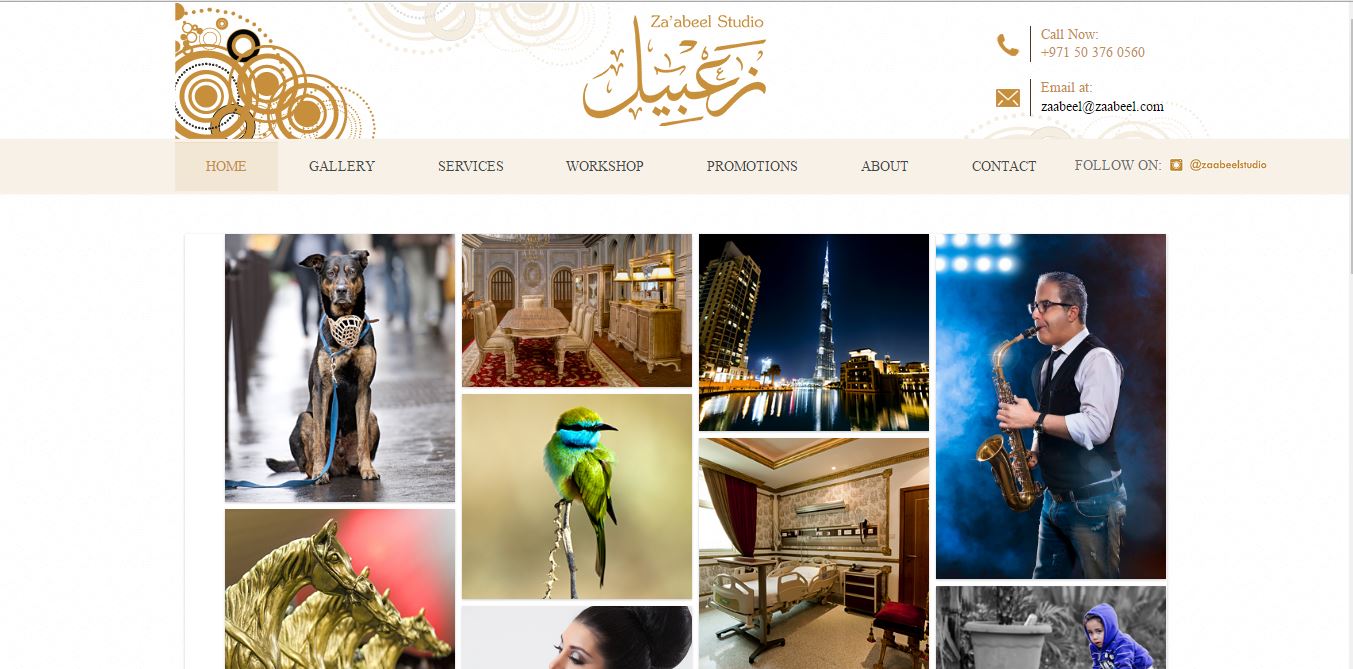 Za'abeel Studio
زعبيل
Call Now:
+971 50 376 0560
Email at:
zaabeel@zaabeel.com
HOME GALLERY SERVICES WORKSHOP PROMOTIONS ABOUT CONTACT FOLLOW ON: @zaabeelstudio